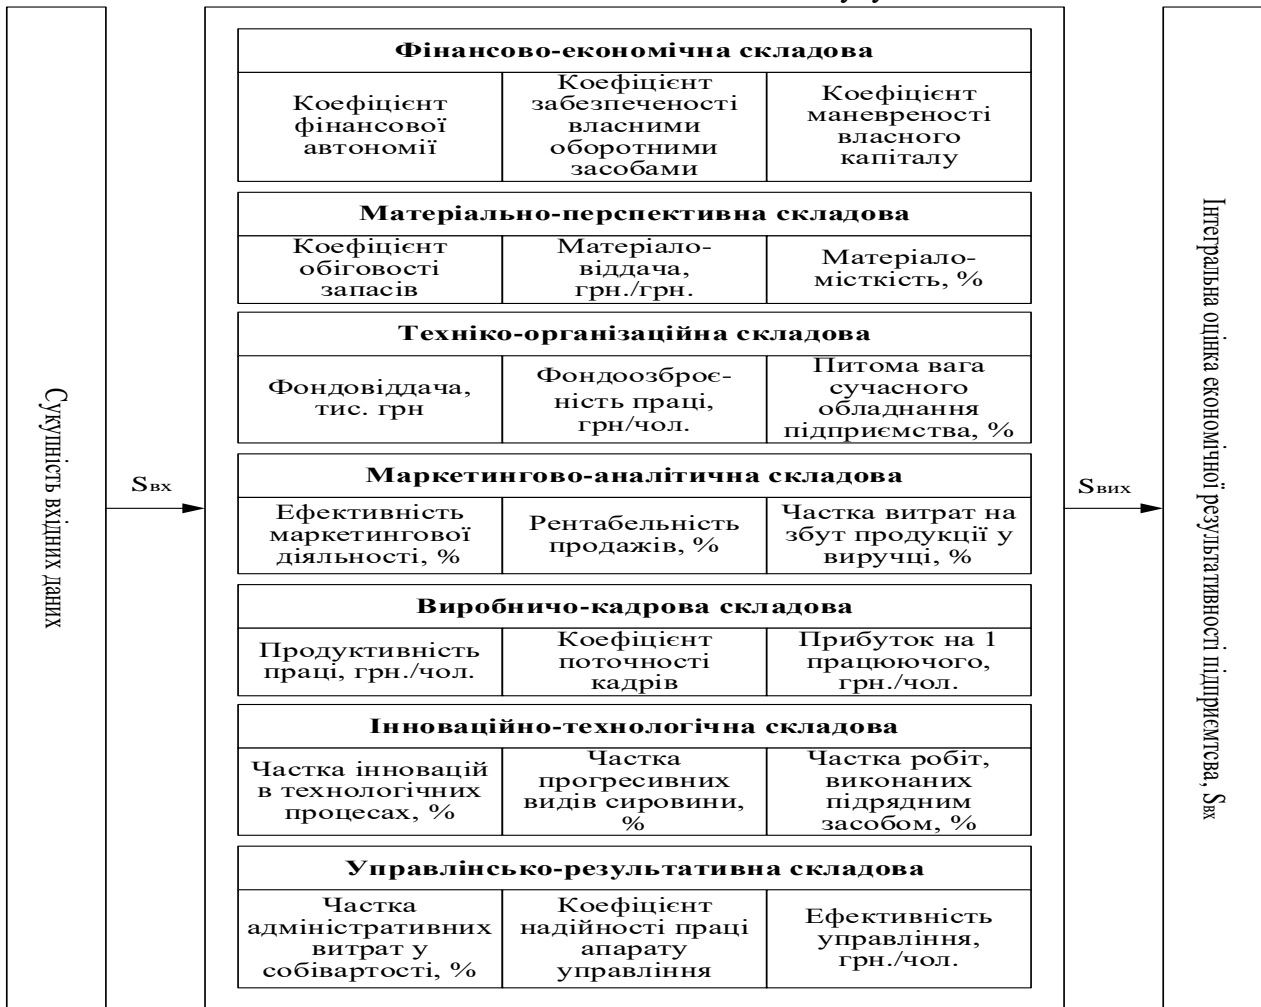 Сукупність вхідних даних
Sвх
Фінансово-економічна складова
Коефіцієнт
фінансової
автономії
Коефіцієнт
забезпеченості
власними
оборотними
засобами
Коефіцієнт
маневреності
власного
капіталу
Матеріально-перспективна складова
Коефіцієнт
обіговості
запасів
Матеріало-
віддача,
грн./грн.
Матеріало-
місткість, %
Техніко-організаційна складова
Фондовіддача,
тис. грн
Фондоозброє-
ність праці,
грн/чол.
Питома вага
сучасного
обладнання
підприємства, %
Маркетингово-аналітична складова
Ефективність
маркетингової
діяльності, %
Рентабельність
продажів, %
Частка витрат на
збут продукції у
виручці, %
Виробничо-кадрова складова
Продуктивність
праці, грн./чол.
Коефіцієнт
поточності
кадрів
Прибуток на 1
працюючого,
грн./чол.
Інноваційно-технологічна складова
Частка інновацій
в технологічних
процесах, %
Частка
прогресивних
видів сировини,
%
Частка робіт,
виконаних
підрядним
засобом, %
Управлінсько-результативна складова
Частка
адміністративних
витрат у
собівартості, %
Коефіцієнт
надійності праці
апарату
управління
Ефективність
управління,
грн./чол.
Sвих
Інтегральна оцінка економічної результативності підприємтсва, Sвх